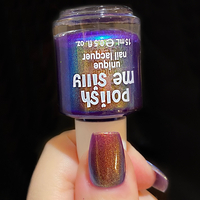 Polish
me Silly
unique
nail lacquer
15 mL e .5 fl. oz.